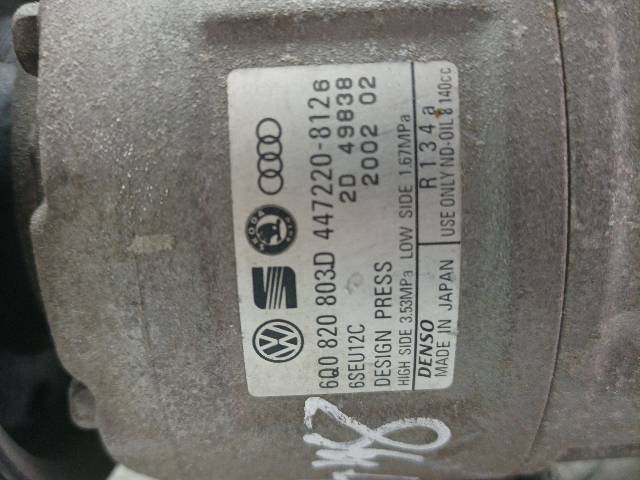 SKODA
6Q0 820 803D 447220-8126
6SEU12C 2D 49838
DESIGN PRESS 2002 02
HIGH SIDE 3.53MPa LOW SIDE 1.67MPa
DENSO R134a
MADE IN JAPAN USE ONLY ND-OIL 8 140cc